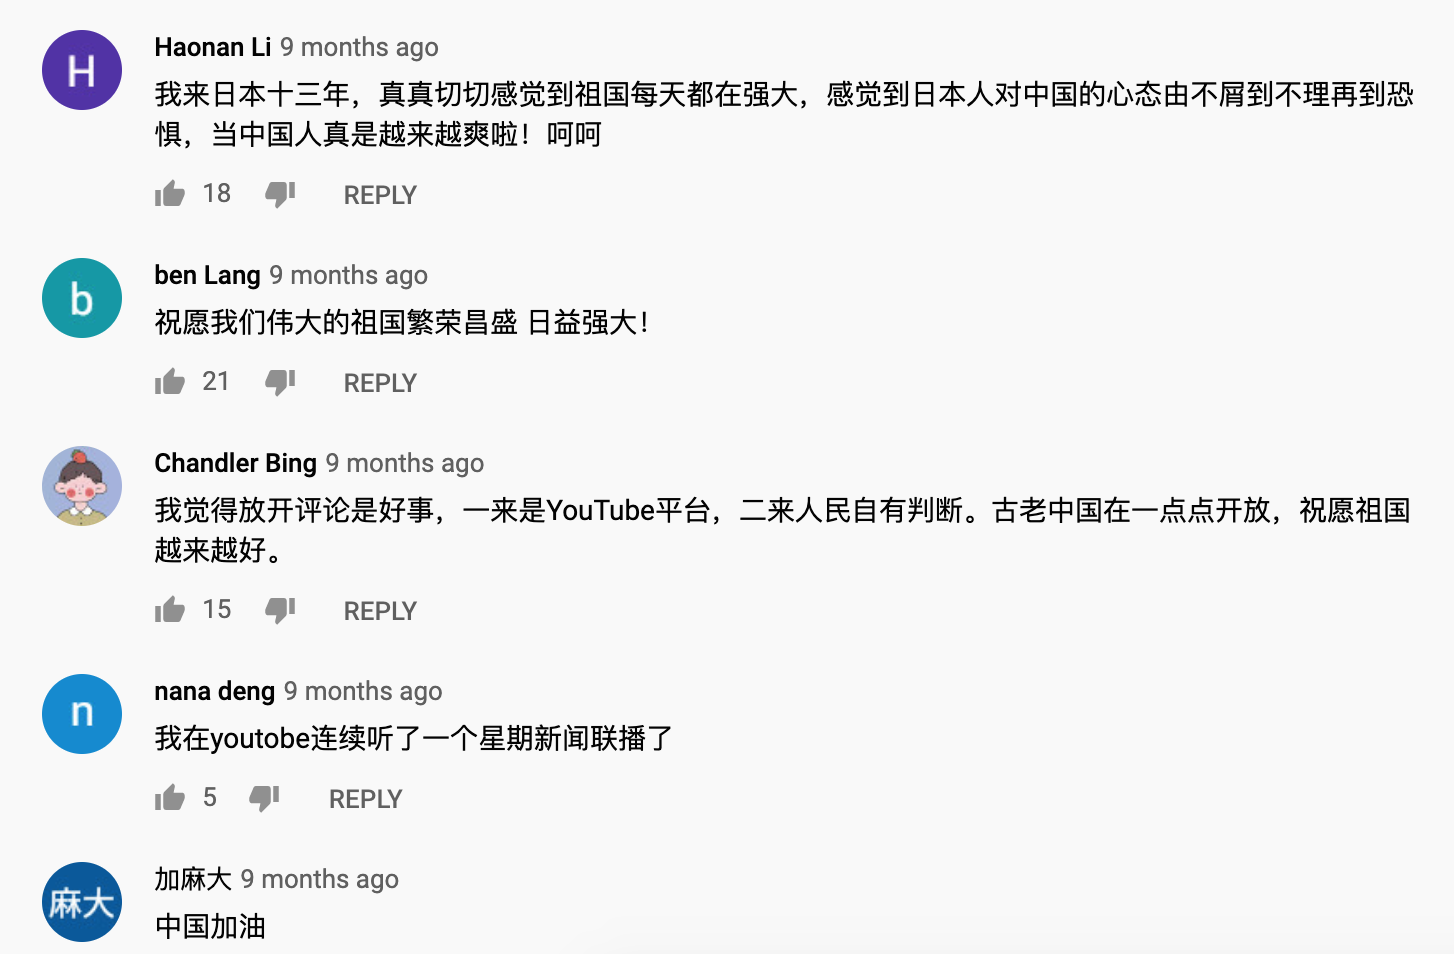 H
Haonan Li 9 months ago
我来日本十三年，真真切切感觉到祖国每天都在强大，感觉到日本人对中国的心态由不屑到不理再到恐
惧，当中国人真是越来越爽啦！呵呵
18 REPLY
b
ben Lang 9 months ago
祝愿我们伟大的祖国繁荣昌盛 日益强大！
21 REPLY
Chandler Bing 9 months ago
我觉得放开评论是好事，一来是YouTube平台，二来人民自有判断。古老中国在一点点开放，祝愿祖国
越来越好。
15 REPLY
n
nana deng 9 months ago
我在youtobe连续听了一个星期新闻联播了
5 REPLY
麻大
加麻大 9 months ago
中国加油